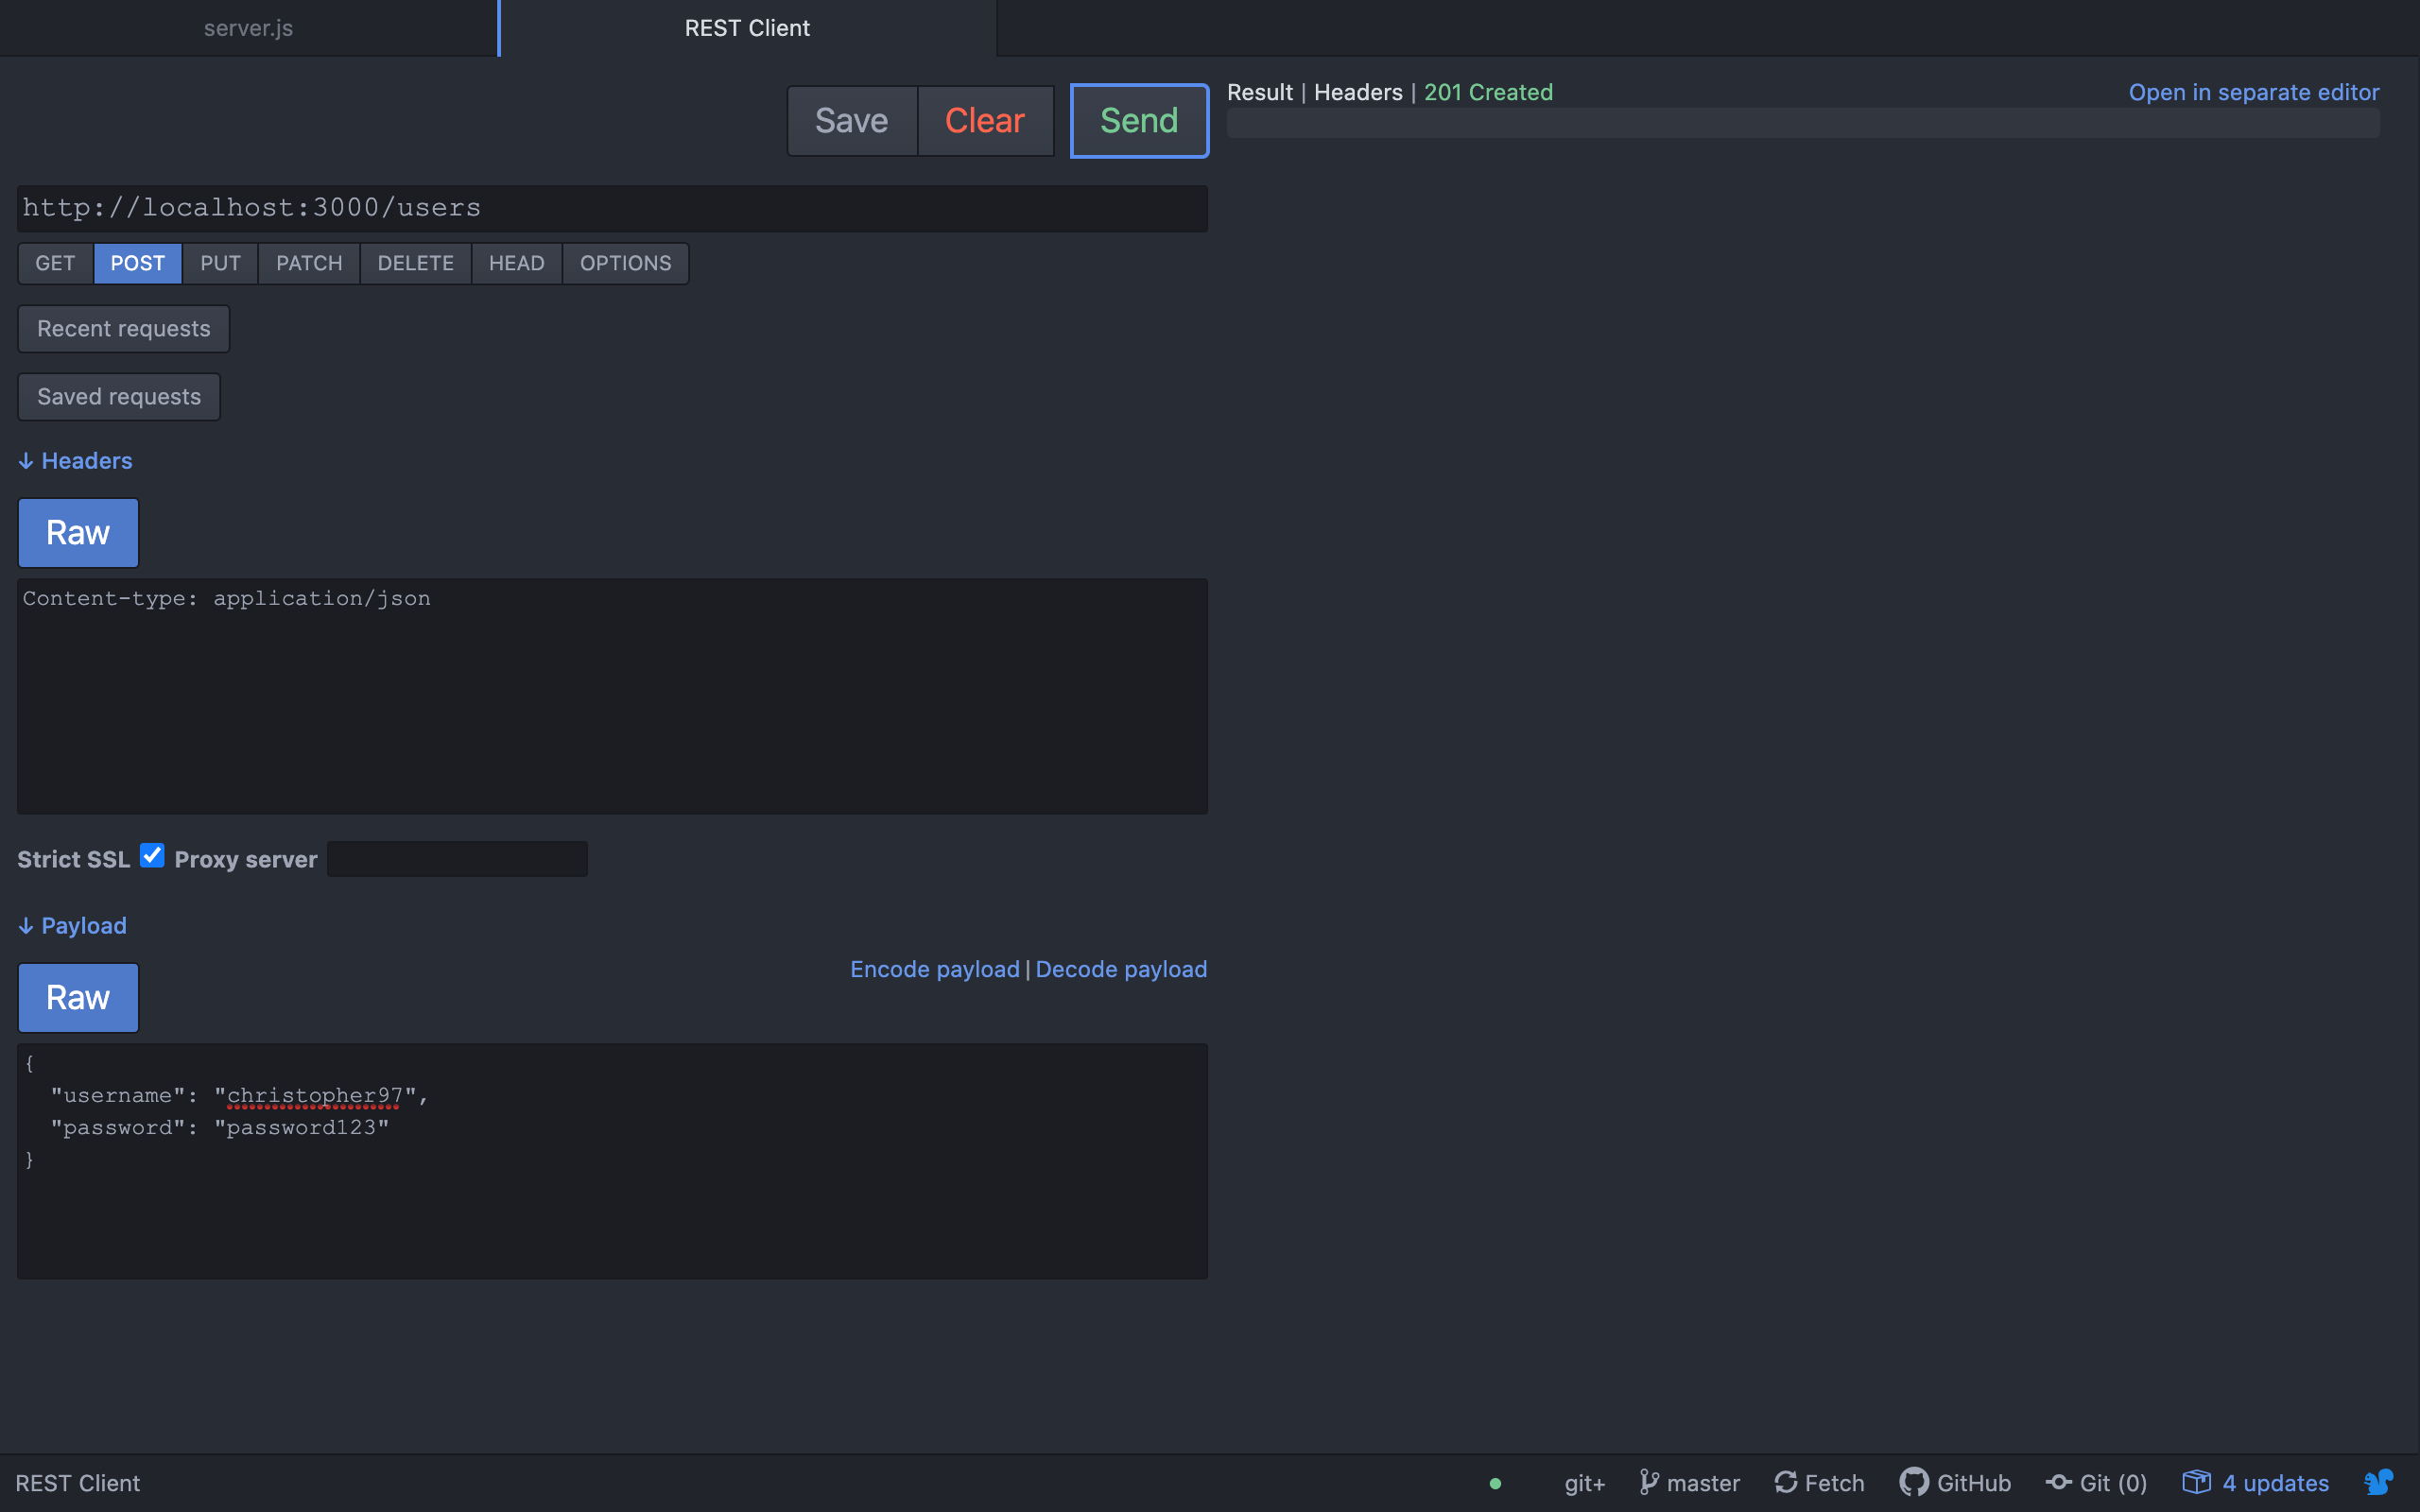 server.js
REST Client
Save
Clear
Send
Result | Headers | 201 Created
Open in separate editor
http://localhost:3000/users
GET
POST
PUT
PATCH
DELETE
HEAD
OPTIONS
Recent requests
Saved requests
↓ Headers
Raw
Content-type: application/json
Strict SSL
Proxy server
↓ Payload
Encode payload | Decode payload
Raw
{
  "username": "christopher97",
  "password": "password123"
}
REST Client
git+
master
Fetch
GitHub
Git (0)
4 updates